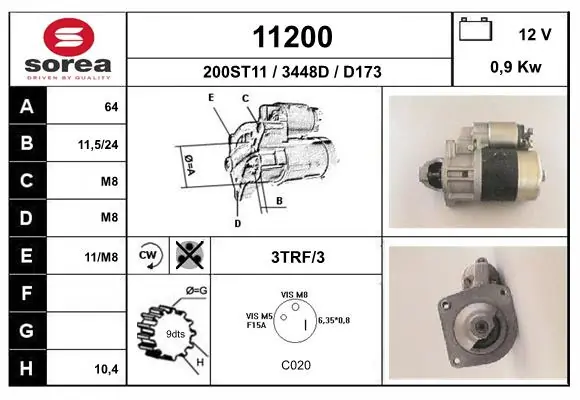 sorea
DRIVEN BY QUALITY
11200
200ST11 / 3448D / D173
12 V
0,9 Kw
A 64
B 11,5/24
C M8
D M8
E 11/M8
F
G
H 10,4
E
C
Ø=A
B
D
CW
3TRF/3
Ø=G
9dts
H
VIS M8
VIS M5
F15A
6,35*0,8
C020